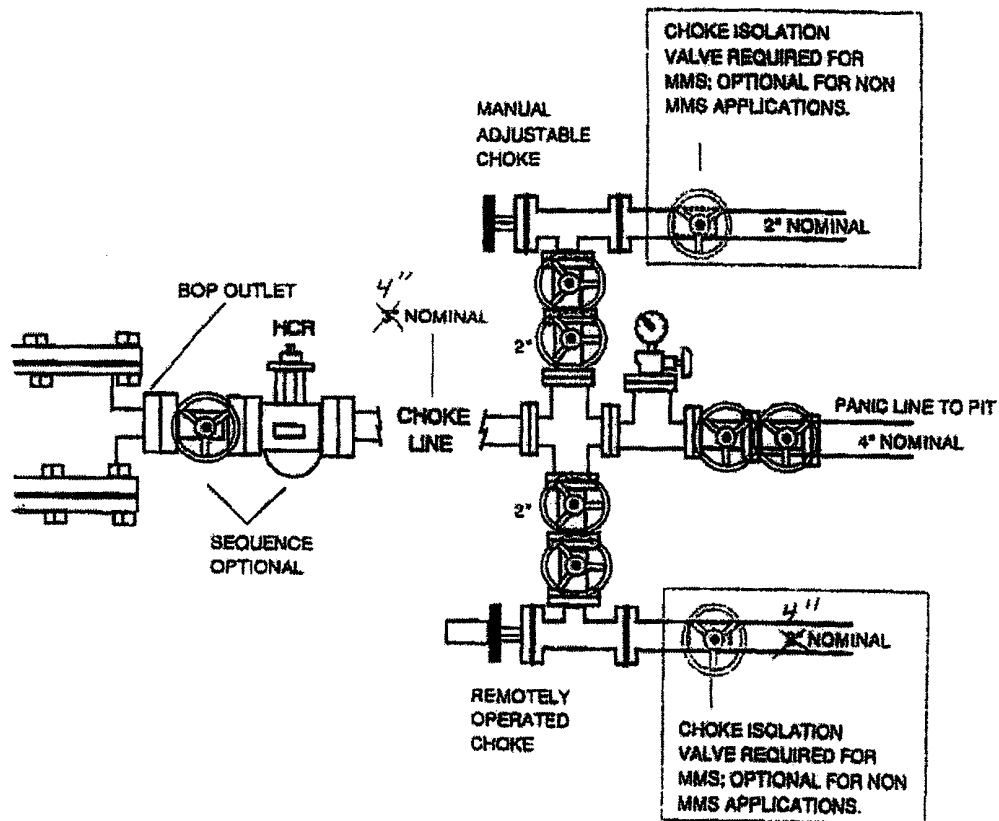 CHOKE ISOLATION
VALVE REQUIRED FOR
MMS; OPTIONAL FOR NON
MMS APPLICATIONS.
MANUAL
ADJUSTABLE
CHOKE
2" NOMINAL
BOP OUTLET
HCR
4"
3" NOMINAL
2"
CHOKE
LINE
PANIC LINE TO PIT
4" NOMINAL
2"
SEQUENCE
OPTIONAL
4"
NOMINAL
REMOTELY
OPERATED
CHOKE
CHOKE ISOLATION
VALVE REQUIRED FOR
MMS; OPTIONAL FOR NON
MMS APPLICATIONS.